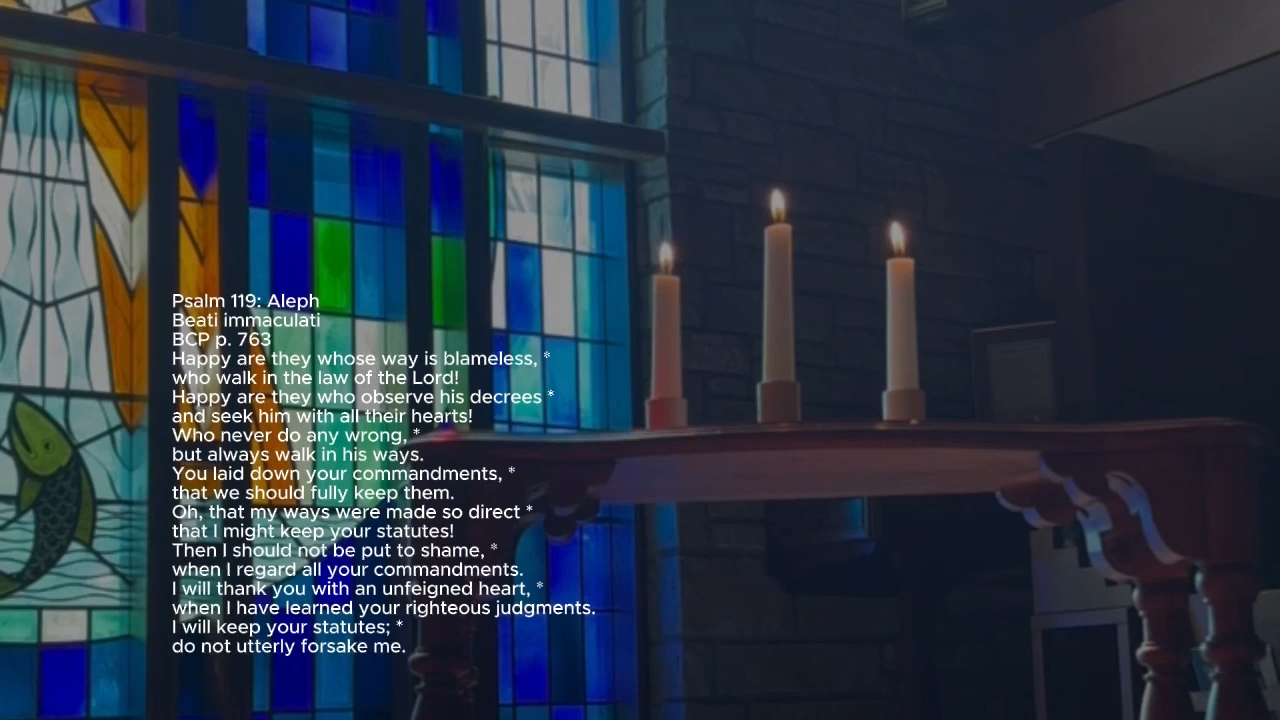 Psalm 119: Aleph
Beati immaculati
BCP p. 763
Happy are they whose way is blameless, *
who walk in the law of the Lord!
Happy are they who observe his decrees *
and seek him with all their hearts!
Who never do any wrong, *
but always walk in his ways.
You laid down your commandments, *
that we should fully keep them.
Oh, that my ways were made so direct *
that I might keep your statutes!
Then I should not be put to shame, *
when I regard all your commandments.
I will thank you with an unfeigned heart, *
when I have learned your righteous judgments.
I will keep your statutes; *
do not utterly forsake me.